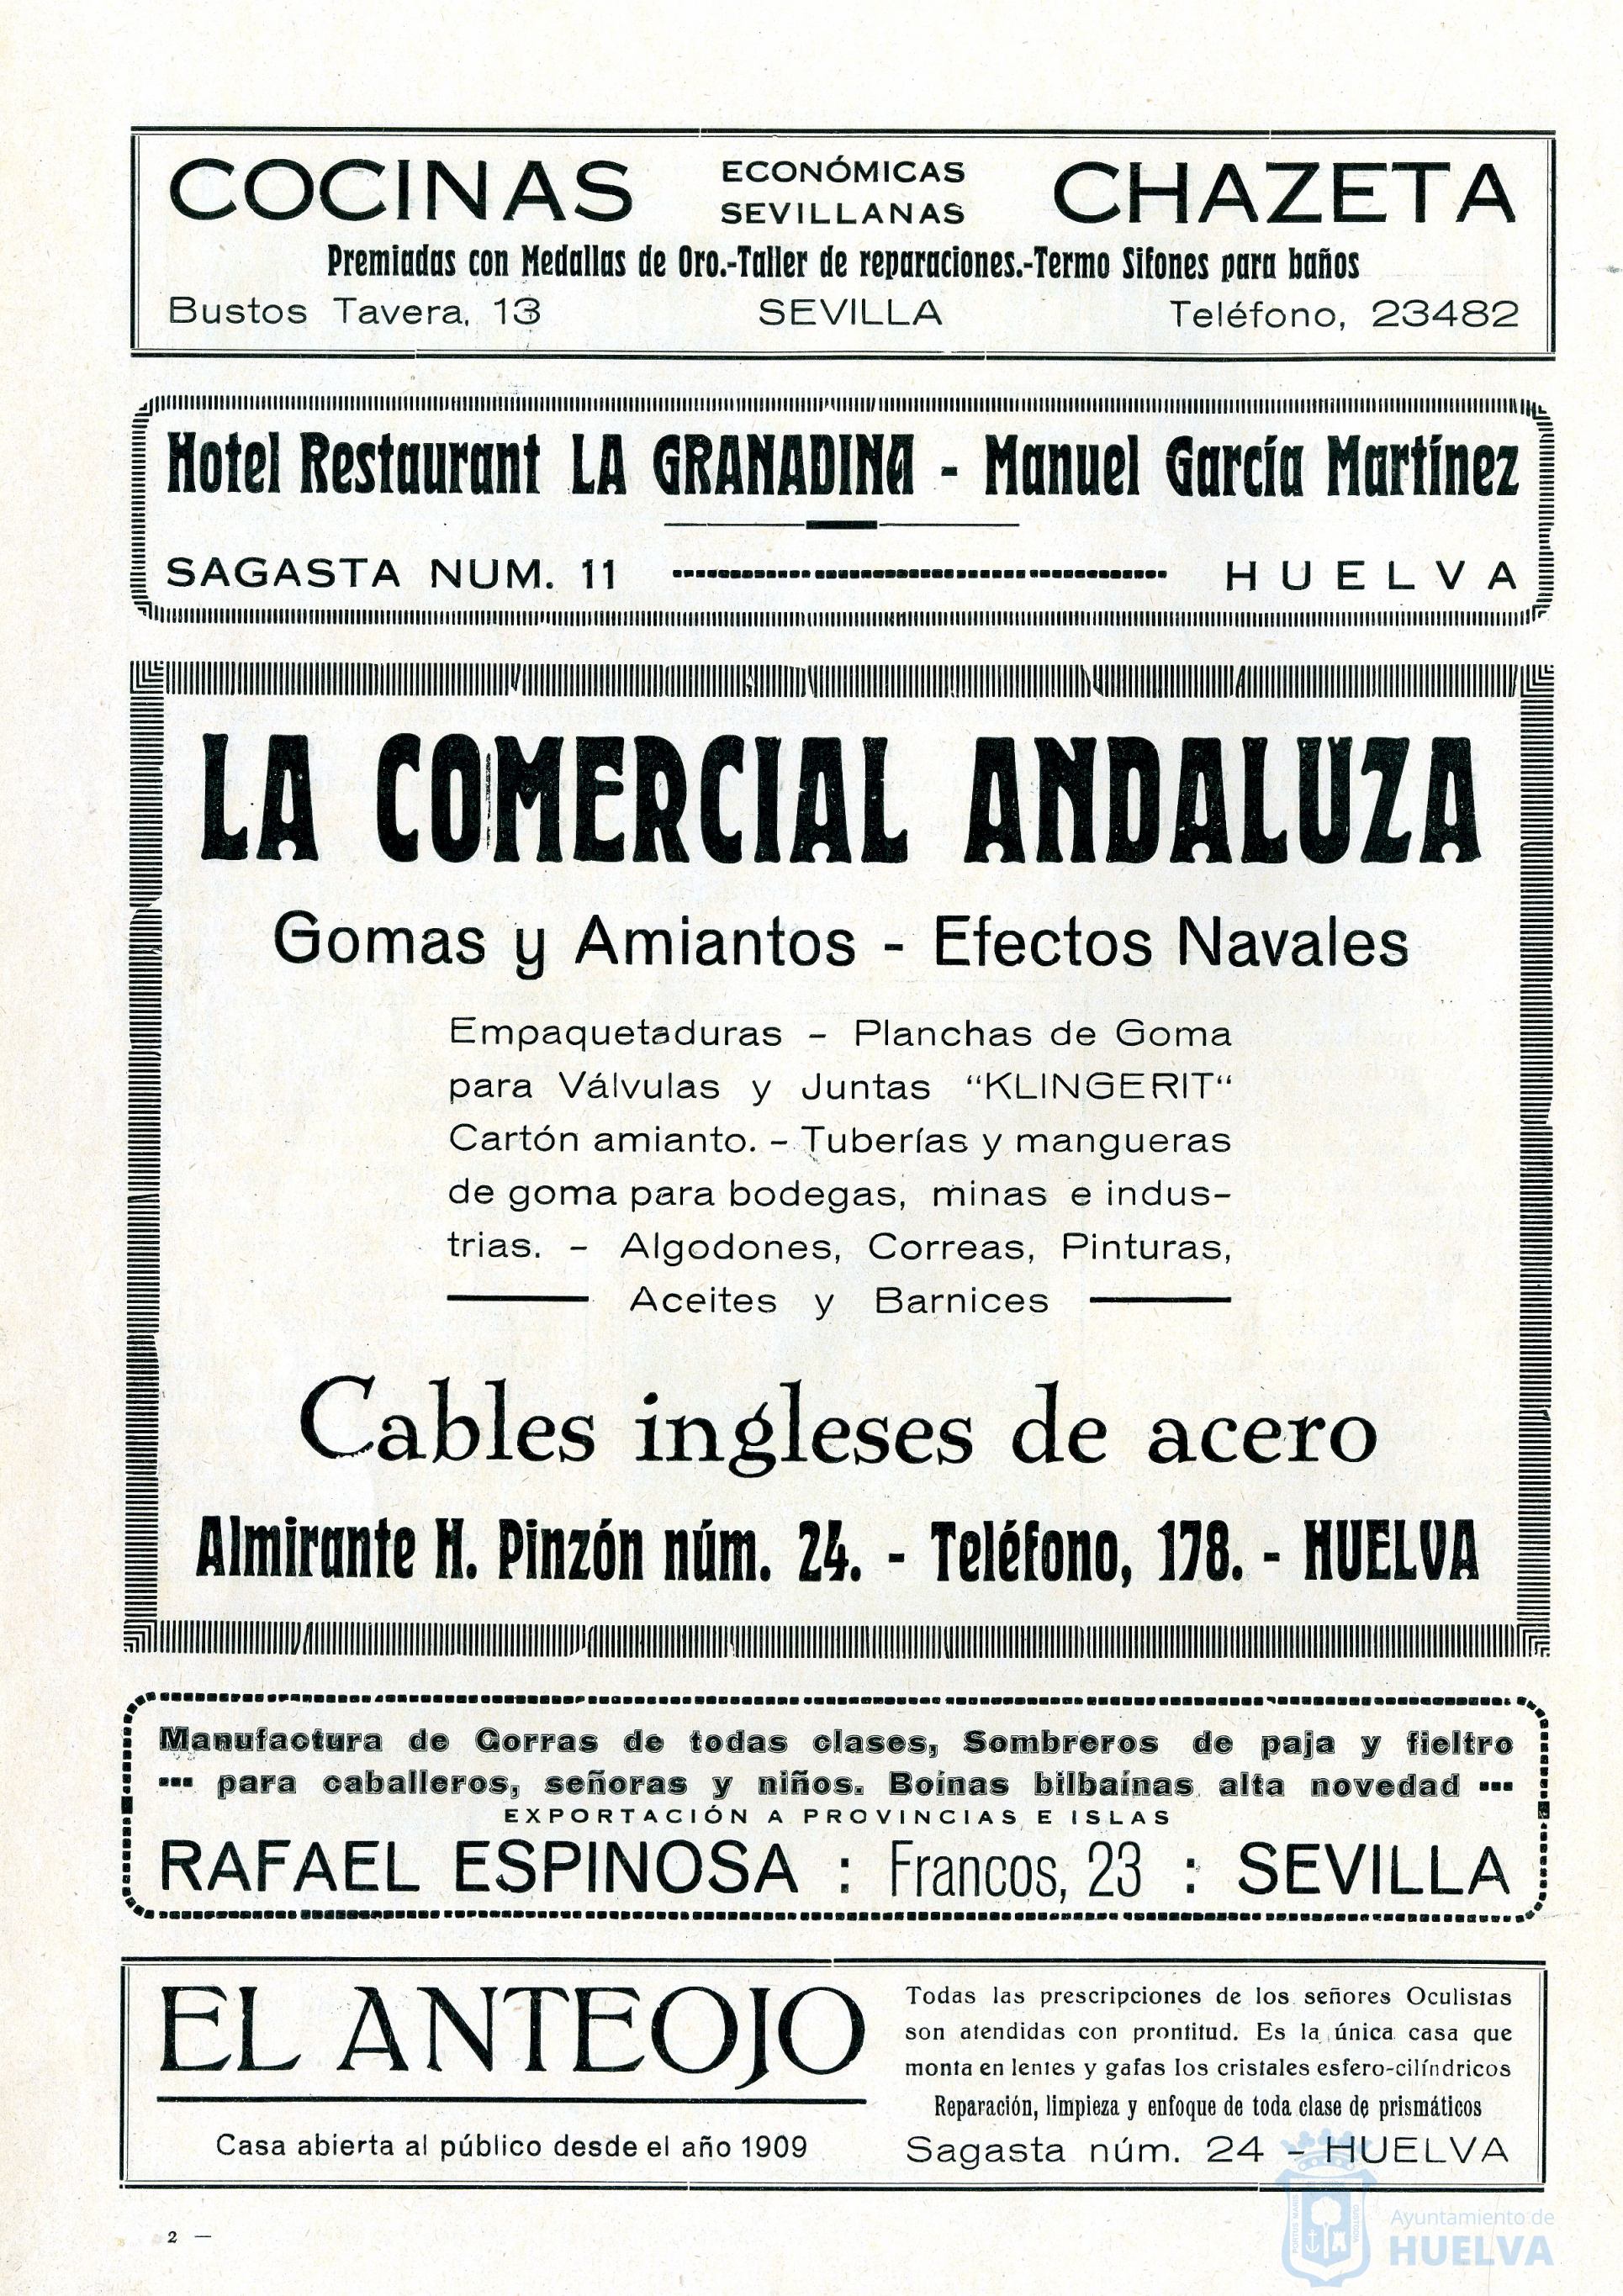 COCINAS ECONÓMICAS SEVILLANAS CHAZETA
Premiadas con Medallas de Oro.-Taller de reparaciones.-Termo Sifones para baños
Bustos Tavera, 13 SEVILLA Teléfono, 23482
Hotel Restaurant LA GRANADINA - Manuel García Martínez
SAGASTA NUM. 11 HUELVA
LA COMERCIAL ANDALUZA
Gomas y Amiantos - Efectos Navales
Empaquetaduras - Planchas de Goma
para Válvulas y Juntas "KLINGERIT"
Cartón amianto. - Tuberías y mangueras
de goma para bodegas, minas e indus-
trias. - Algodones, Correas, Pinturas,
Aceites y Barnices
Cables ingleses de acero
Almirante H. Pinzón núm. 24. - Teléfono, 178. - HUELVA
Manufactura de Gorras de todas clases, Sombreros de paja y fieltro
para caballeros, señoras y niños. Boinas bilbainas alta novedad
EXPORTACIÓN A PROVINCIAS E ISLAS
RAFAEL ESPINOSA : Francos, 23 : SEVILLA
EL ANTEOJO
Casa abierta al público desde el año 1909
Todas las prescripciones de los señores Oculistas
son atendidas con prontitud. Es la única casa que
monta en lentes y gafas los cristales esfero-cilíndricos
Reparación, limpieza y enfoque de toda clase de prismáticos
Sagasta núm. 24 - HUELVA
2 —
Ayuntamiento de
HUELVA